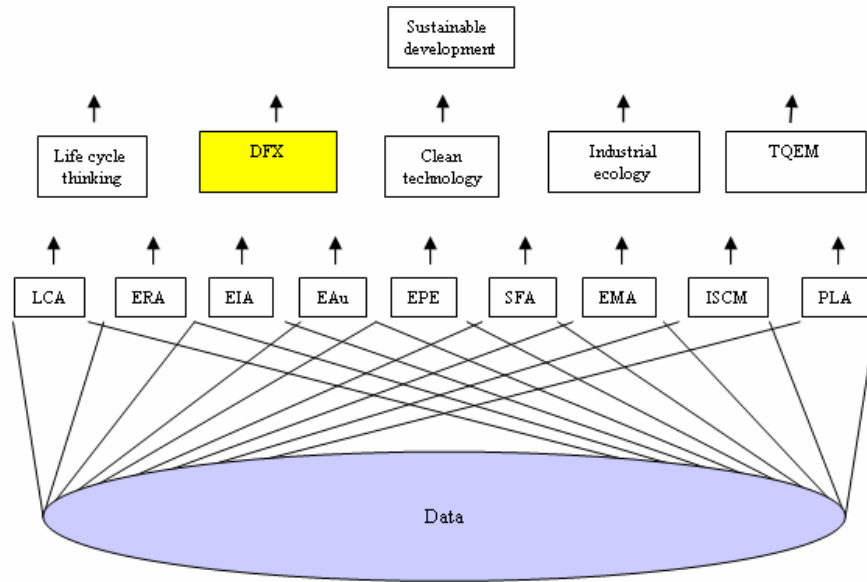 Sustainable
development
Life cycle
thinking
DFX
Clean
technology
Industrial
ecology
TQEM
LCA
ERA
EIA
EAu
EPE
SFA
EMA
ISCM
PLA
Data